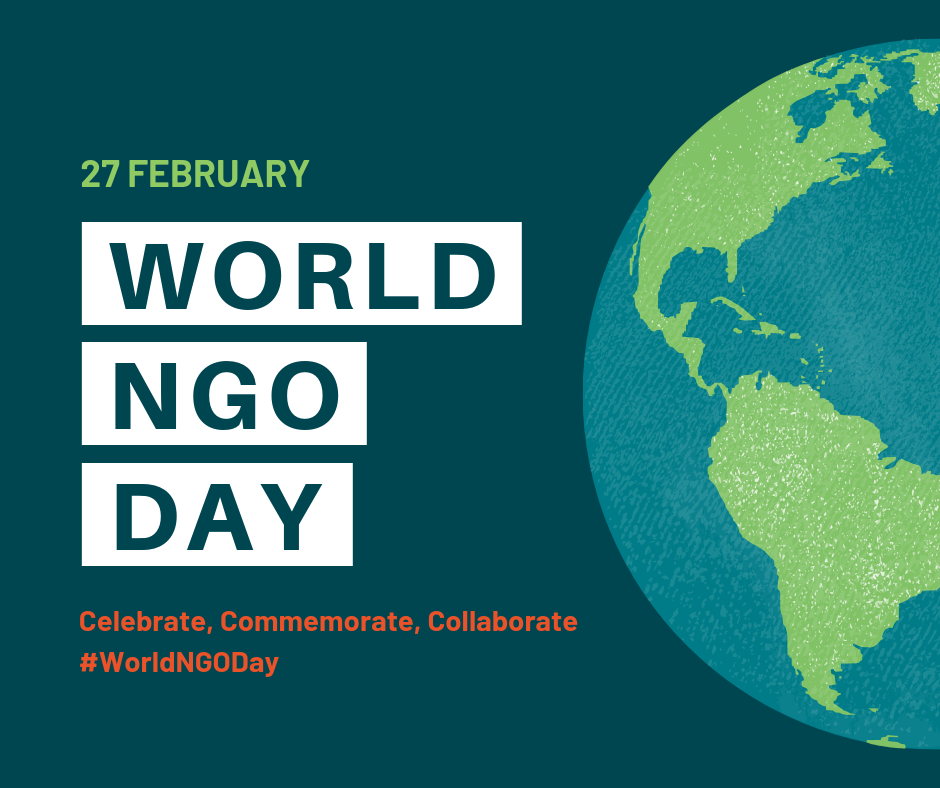 27 FEBRUARY
WORLD
NGO
DAY
Celebrate, Commemorate, Collaborate
#WorldNGODay